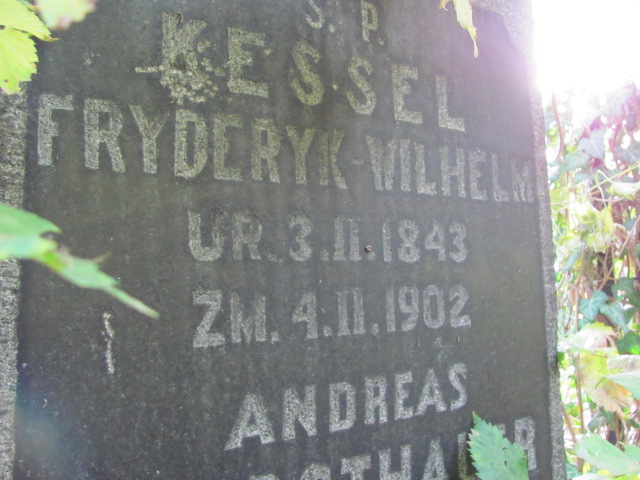 Ś. P.
KESSEL
FRYDERYK-WILHELM
UR. 3.II.1843
ZM. 4.II.1902
ANDREAS